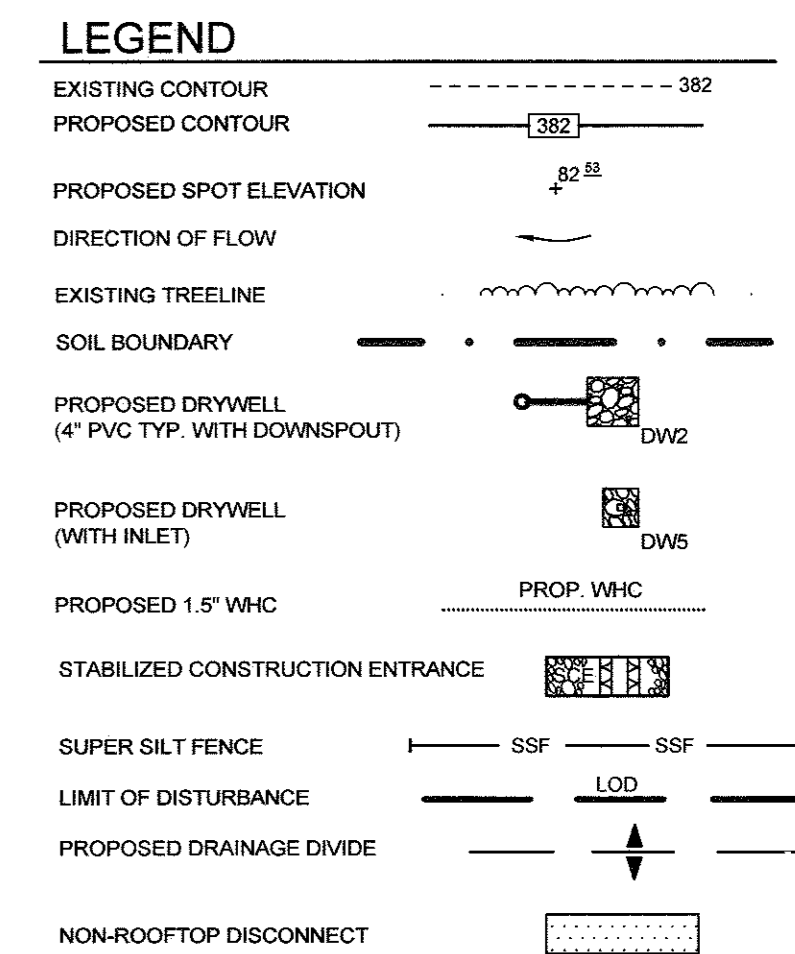 LEGEND
EXISTING CONTOUR 382
PROPOSED CONTOUR 382
PROPOSED SPOT ELEVATION 82 53
DIRECTION OF FLOW
EXISTING TREELINE
SOIL BOUNDARY
PROPOSED DRYWELL
(4" PVC TYP. WITH DOWNSPOUT)
DW2
PROPOSED DRYWELL
(WITH INLET)
DW5
PROPOSED 1.5" WHC PROP. WHC
STABILIZED CONSTRUCTION ENTRANCE SCE
SUPER SILT FENCE SSF SSF
LIMIT OF DISTURBANCE LOD
PROPOSED DRAINAGE DIVIDE
NON-ROOFTOP DISCONNECT